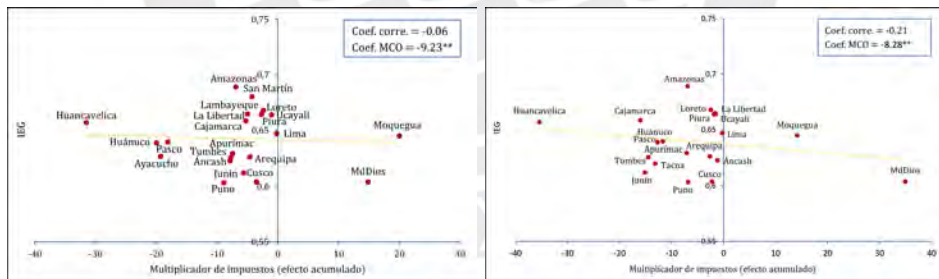 0,75
Coef. corre. = -0.06
Coef. MCO = -9.23**
0,7
Amazonas
San Martín
Lambayeque
Loreto
La Libertad
Ucayali
Huancavelica
Piura
Cajamarca
IEG
0,65
Lima
Moquegua
Huánuco
Pasco
Apurímac
Tumbes
Ayacucho
Áncash
Arequipa
Junín
Cusco
MdDios
Puno
0,6
0,55
-40 -30 -20 -10 0 10 20 30
Multiplicador de impuestos (efecto acumulado)
0,75
Coef. corre. = -0.21
Coef. MCO = -8.28**
0,7
Amazonas
Huancavelica
Cajamarca
Loreto
La Libertad
Piura
Ucayali
IEG
0,65
Lima
Moquegua
Huánuco
Pasco
Apurímac
Arequipa
Tumbes
Tacna
Áncash
Junín
Cusco
MdDios
Puno
0,6
0,55
-40 -30 -20 -10 0 10 20 30 40
Multiplicador de impuestos (efecto acumulado)